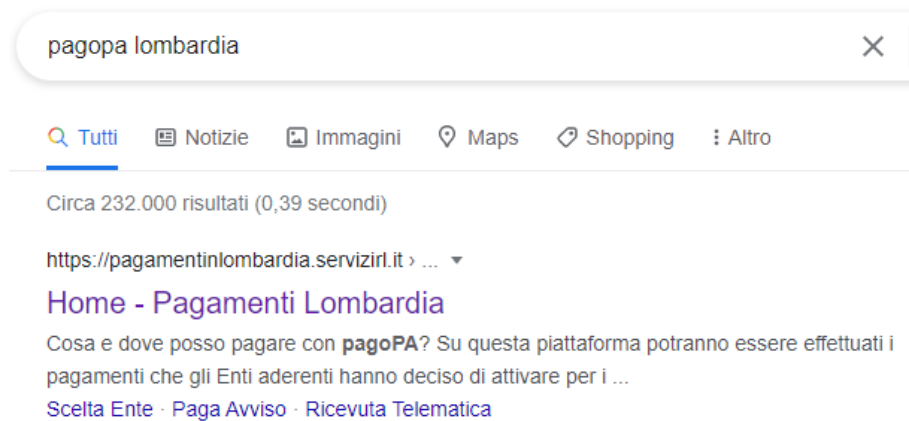 pagopa lombardia
Tutti Notizie Immagini Maps Shopping Altro
Circa 232.000 risultati (0,39 secondi)
https://pagamentinlombardia.servizirl.it › ...
Home - Pagamenti Lombardia
Cosa e dove posso pagare con pagoPA? Su questa piattaforma potranno essere effettuati i
pagamenti che gli Enti aderenti hanno deciso di attivare per i ...
Scelta Ente · Paga Avviso · Ricevuta Telematica